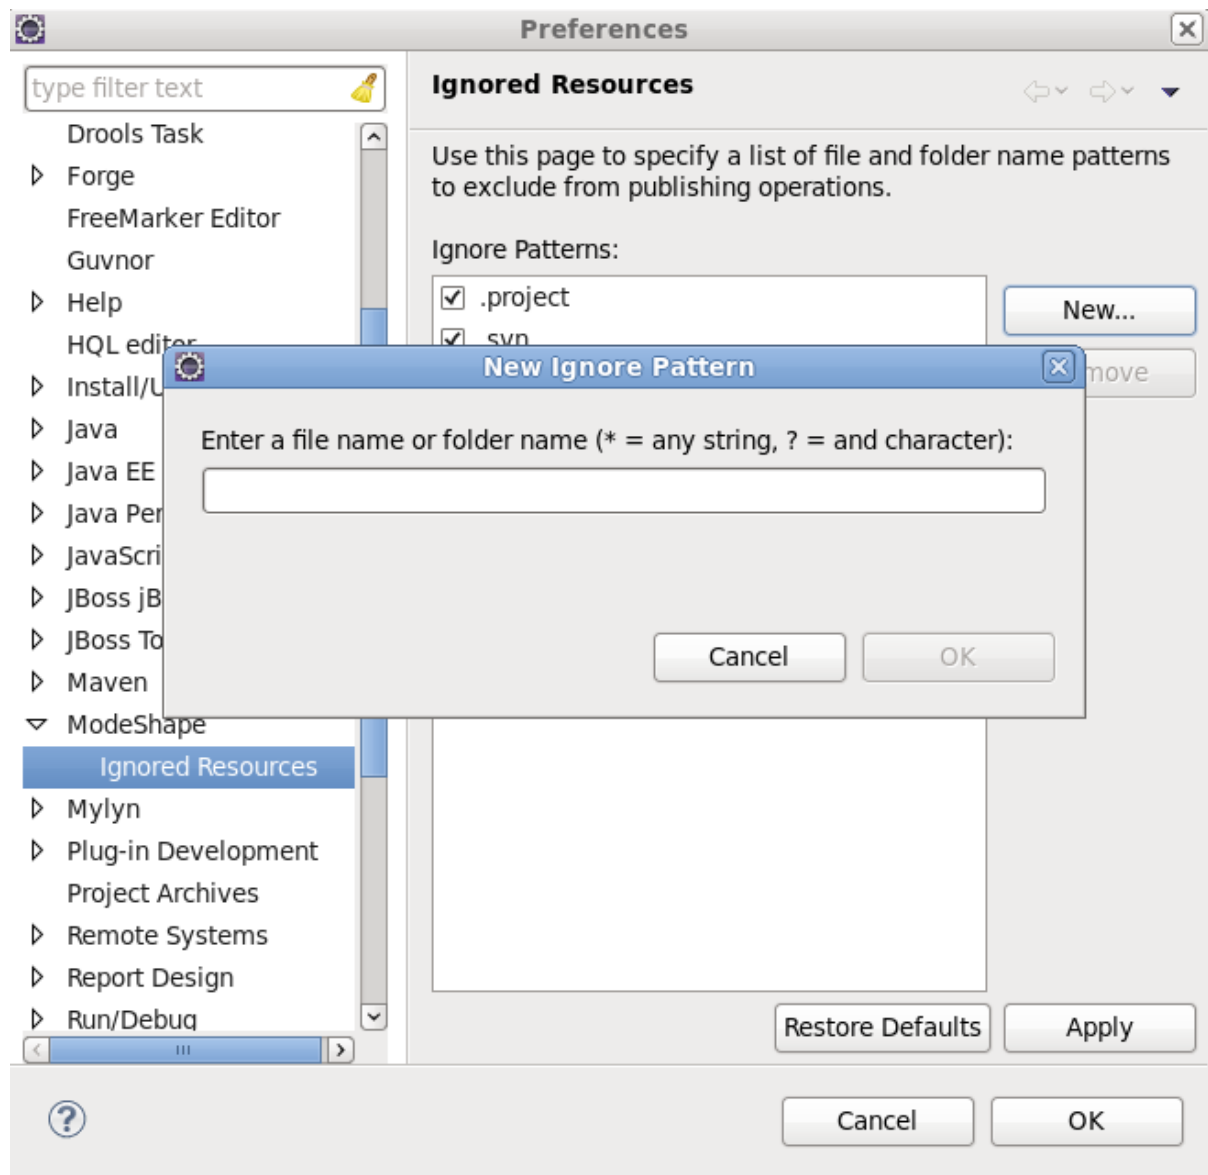 Preferences
type filter text
Drools Task
Forge
FreeMarker Editor
Guvnor
Help
HQL editor
Install/U
Java
Java EE
Java Per
JavaScri
JBoss jB
JBoss To
Maven
ModeShape
Ignored Resources
Mylyn
Plug-in Development
Project Archives
Remote Systems
Report Design
Run/Debug
Ignored Resources
Use this page to specify a list of file and folder name patterns
to exclude from publishing operations.
Ignore Patterns:
.project
.svn
New...
move
New Ignore Pattern
Enter a file name or folder name (* = any string, ? = and character):
Cancel OK
Restore Defaults Apply
Cancel OK